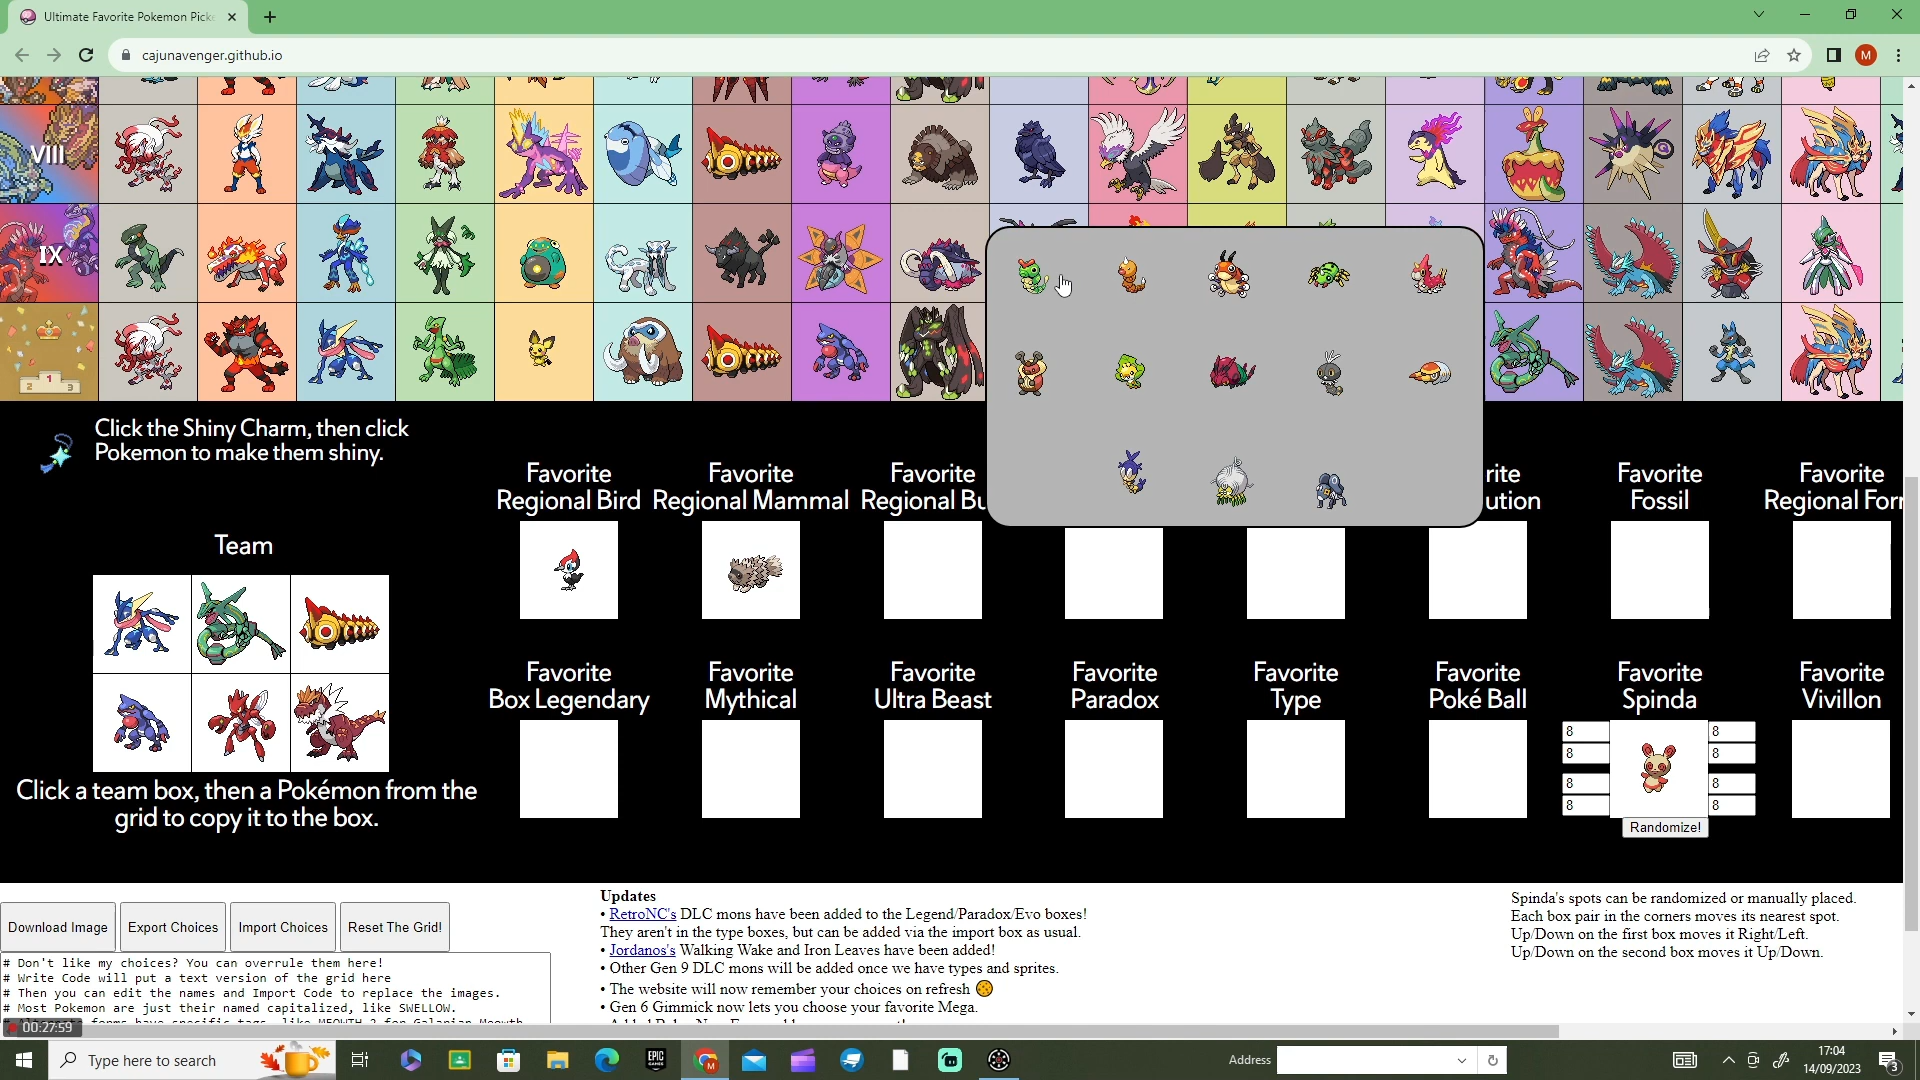 Ultimate Favorite Pokemon Picke
cajunavenger.github.io
M
VIII
IX
1
2
3
Click the Shiny Charm, then click
Pokemon to make them shiny.
Team
Click a team box, then a Pokémon from the
grid to copy it to the box.
Favorite
Regional Bird
Favorite
Regional Mammal
Favorite
Regional Bu
rite
ution
Favorite
Fossil
Favorite
Regional Forr
Favorite
Box Legendary
Favorite
Mythical
Favorite
Ultra Beast
Favorite
Paradox
Favorite
Type
Favorite
Poké Ball
Favorite
Spinda
Favorite
Vivillon
8
8
8
8
8
8
8
8
Randomize!
Download Image
Export Choices
Import Choices
Reset The Grid!
# Don't like my choices? You can overrule them here!
# Write Code will put a text version of the grid here
# Then you can edit the names and Import Code to replace the images.
# Most Pokemon are just their named capitalized, like SWELLOW.
Updates
• RetroNC's DLC mons have been added to the Legend/Paradox/Evo boxes!
They aren't in the type boxes, but can be added via the import box as usual.
• Jordanos's Walking Wake and Iron Leaves have been added!
• Other Gen 9 DLC mons will be added once we have types and sprites.
• The website will now remember your choices on refresh
• Gen 6 Gimmick now lets you choose your favorite Mega.
Spinda's spots can be randomized or manually placed.
Each box pair in the corners moves its nearest spot.
Up/Down on the first box moves it Right/Left.
Up/Down on the second box moves it Up/Down.
00:27:59
Type here to search
EPIC
GAMES
M
Address
17:04
14/09/2023
3